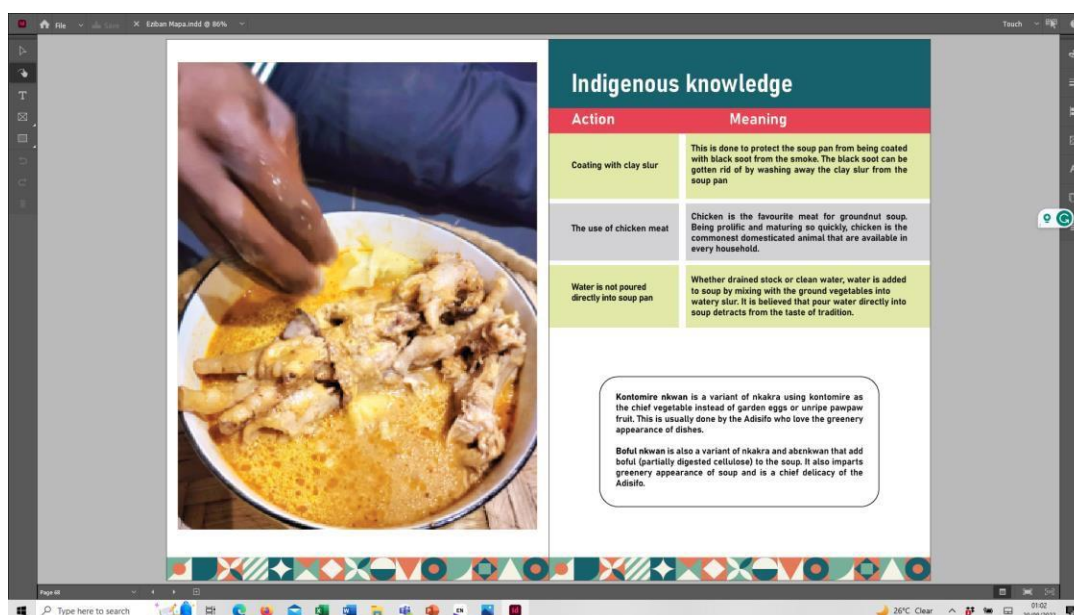 File
Save
Eziban Mapa.indd @ 80%
Touch
Indigenous knowledge
Action
Meaning
Coating with clay slur
This is done to protect the soup pan from being coated
with black soot from the smoke. The black soot can be
gotten rid of by washing away the clay slur from the
soup pan
The use of chicken meat
Chicken is the favourite meat for groundnut soup.
Being prolific and maturing so quickly, chicken is the
commonest domesticated animal that are available in
every household.
Water is not poured
directly into soup pan
Whether drained stock or clean water, water is added
to soup by mixing with the ground vegetables into
watery slur. It is believed that pour water directly into
soup detracts from the taste of tradition.
Kontomire nkwan is a variant of nkakra using kontomire as
the chief vegetable instead of garden eggs or unripe pawpaw
fruit. This is usually done by the Adisifo who love the greenery
appearance of dishes.
Boful nkwan is also a variant of nkakra and abenkwan that add
boful (partially digested cellulose) to the soup. It also imparts
greenery appearance of soup and is a chief delicacy of the
Adisifo.
Page 68
Type here to search
26°C Clear
01:02